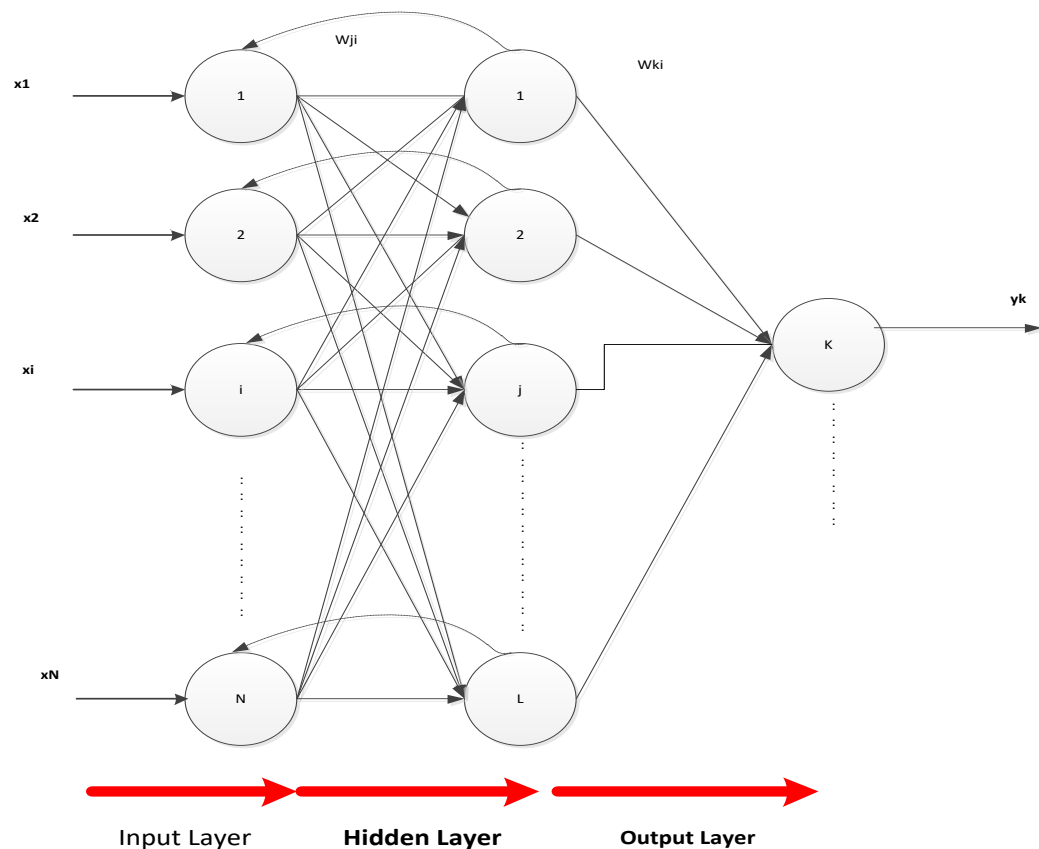 Wji
Wki
x1
1
1
x2
2
2
xi
i
j
K
yk
xN
N
L
Input Layer
Hidden Layer
Output Layer